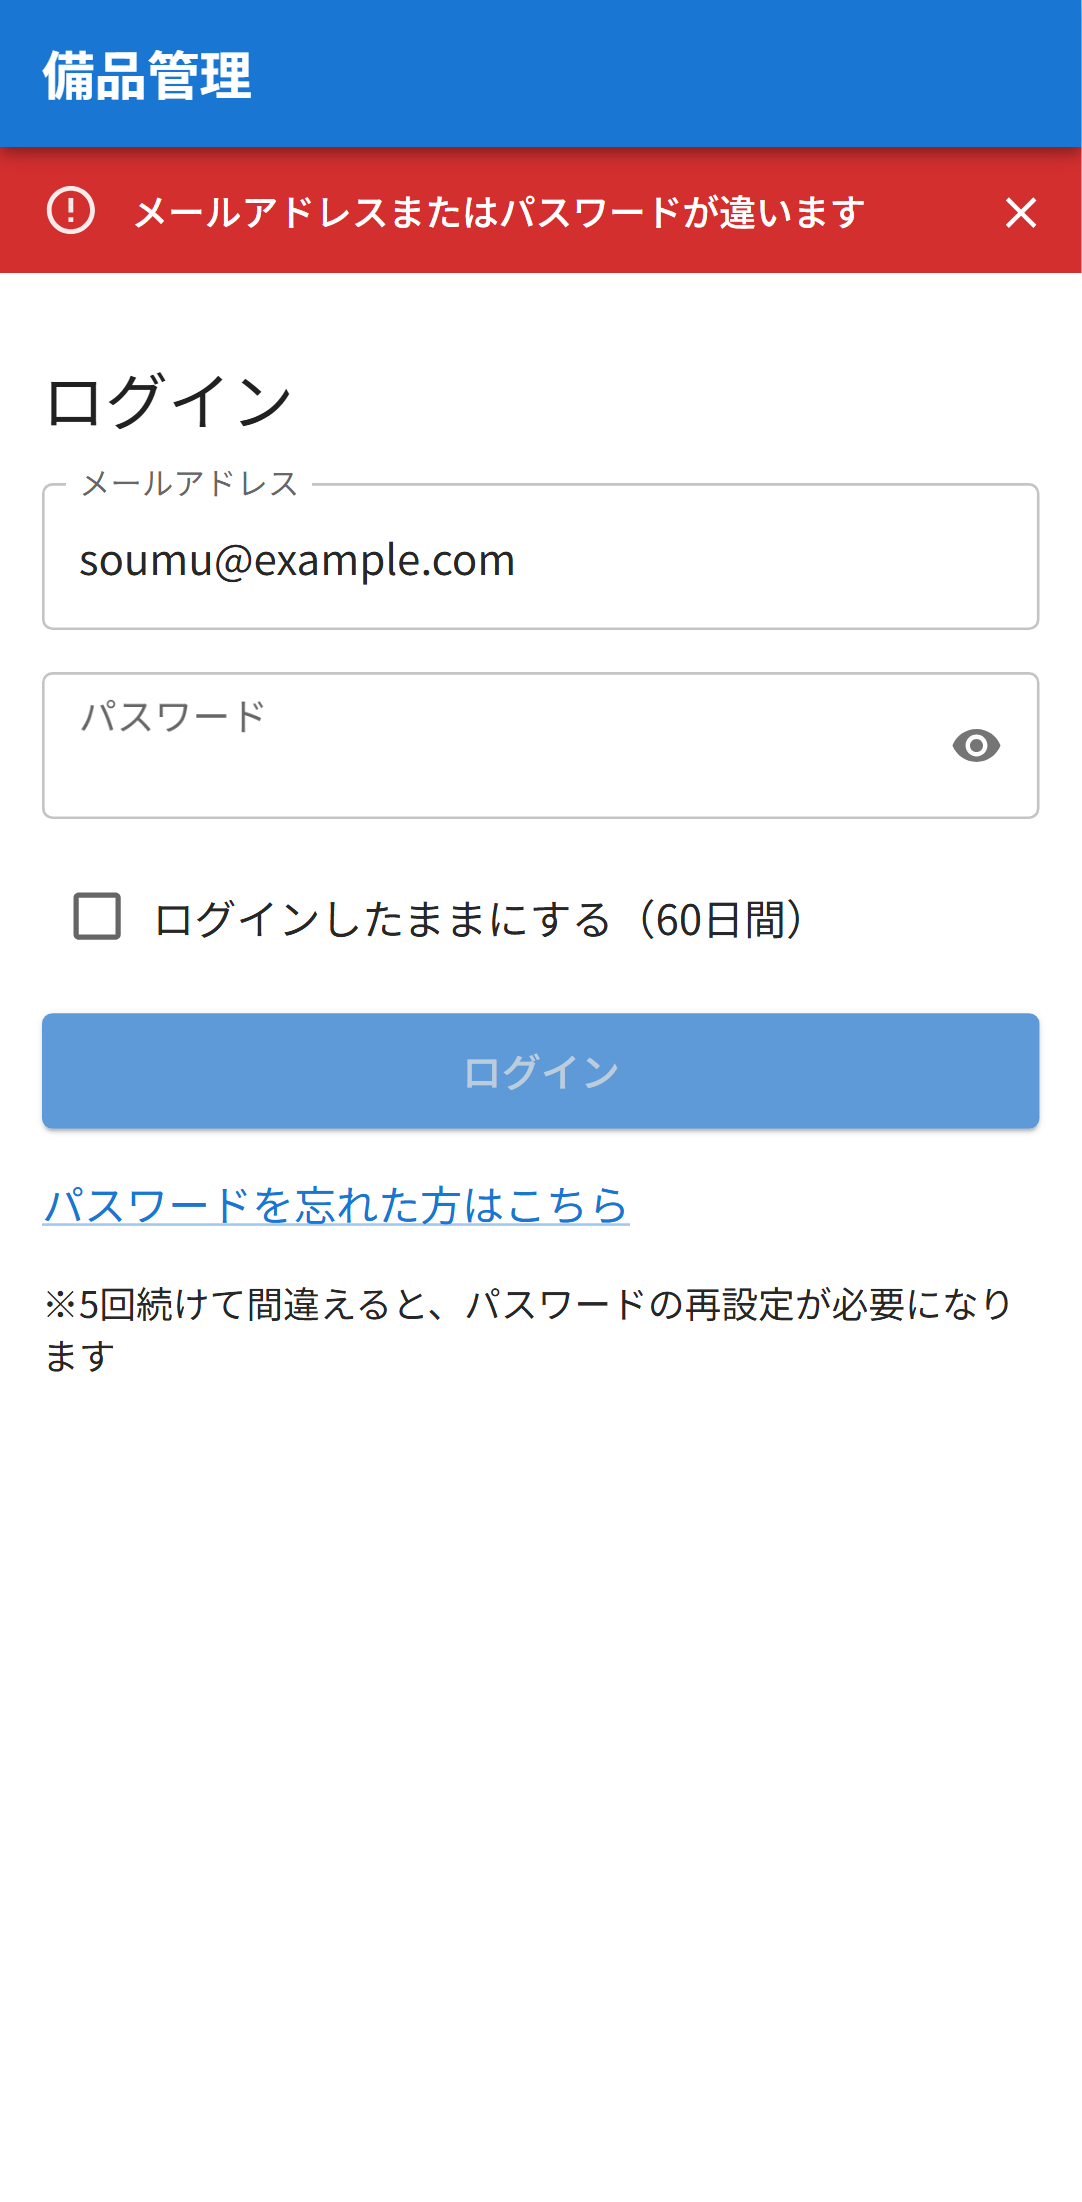 備品管理
メールアドレスまたはパスワードが違います
ログイン
メールアドレス
soumu@example.com
パスワード
ログインしたままにする（60日間）
ログイン
パスワードを忘れた方はこちら
※5回続けて間違えると、パスワードの再設定が必要になり
ます